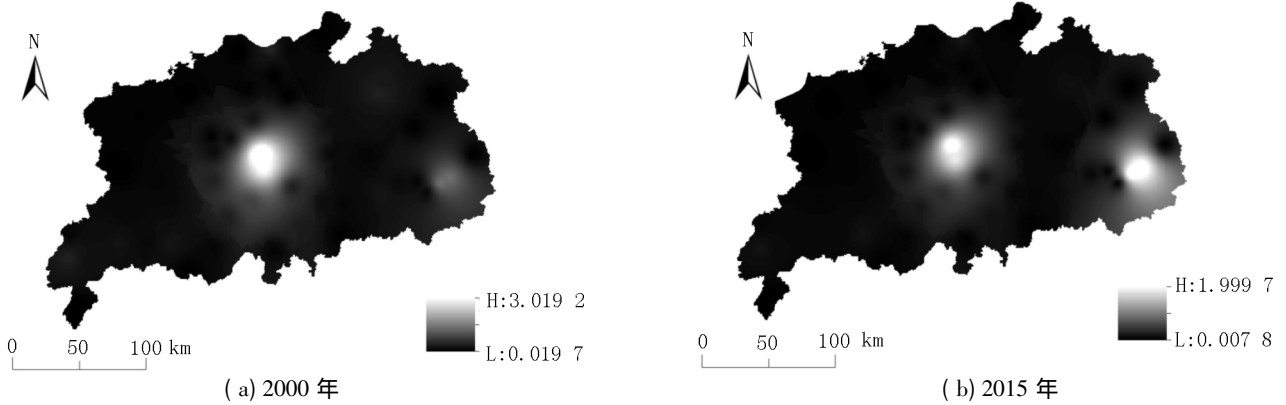 N
H:3.019 2
L:0.019 7
0 50 100 km
( a) 2000 年
N
H:1.999 7
L:0.007 8
0 50 100 km
( b) 2015 年